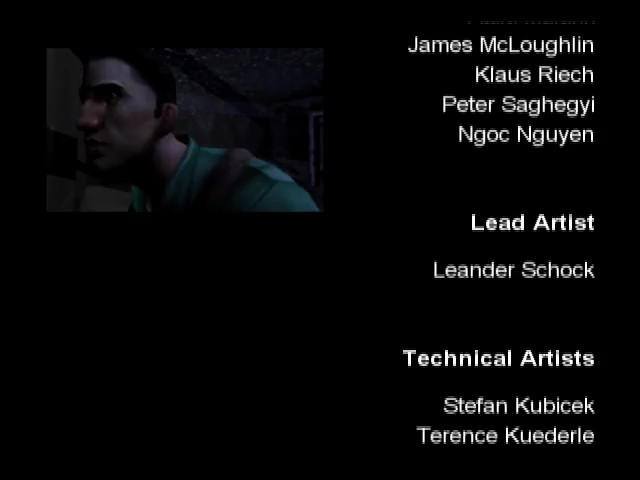 James McLoughlin
Klaus Riech
Peter Saghegyi
Ngoc Nguyen
Lead Artist
Leander Schock
Technical Artists
Stefan Kubicek
Terence Kuederle